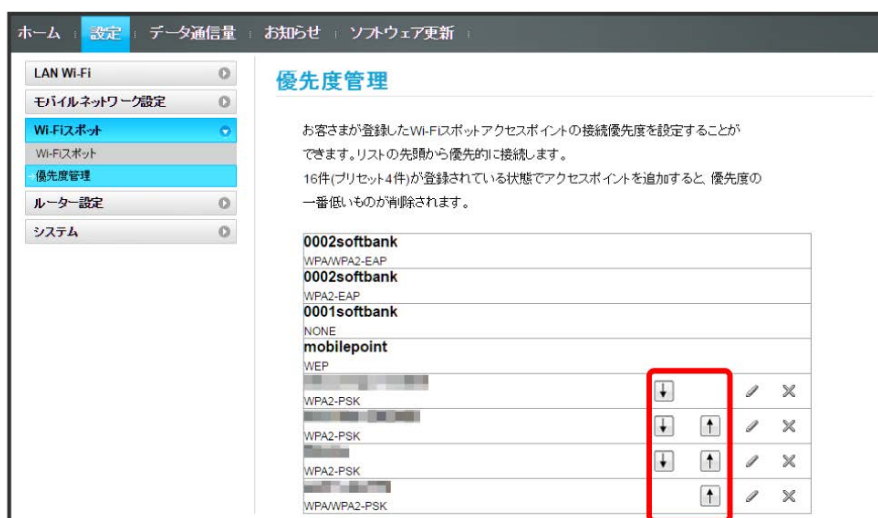 ホーム 設定 データ通信量 お知らせ ソフトウェア更新
LAN Wi-Fi
モバイルネットワーク設定
Wi-Fiスポット
Wi-Fiスポット
優先度管理
ルーター設定
システム
優先度管理
お客さまが登録したWi-Fiスポットアクセスポイントの接続優先度を設定することが
できます。リストの先頭から優先的に接続します。
16件(プリセット4件)が登録されている状態でアクセスポイントを追加すると、優先度の
一番低いものが削除されます。
0002softbank
WPA/WPA2-EAP
0002softbank
WPA2-EAP
0001softbank
NONE
mobilepoint
WEP
WPA2-PSK
WPA2-PSK
WPA2-PSK
WPA/WPA2-PSK